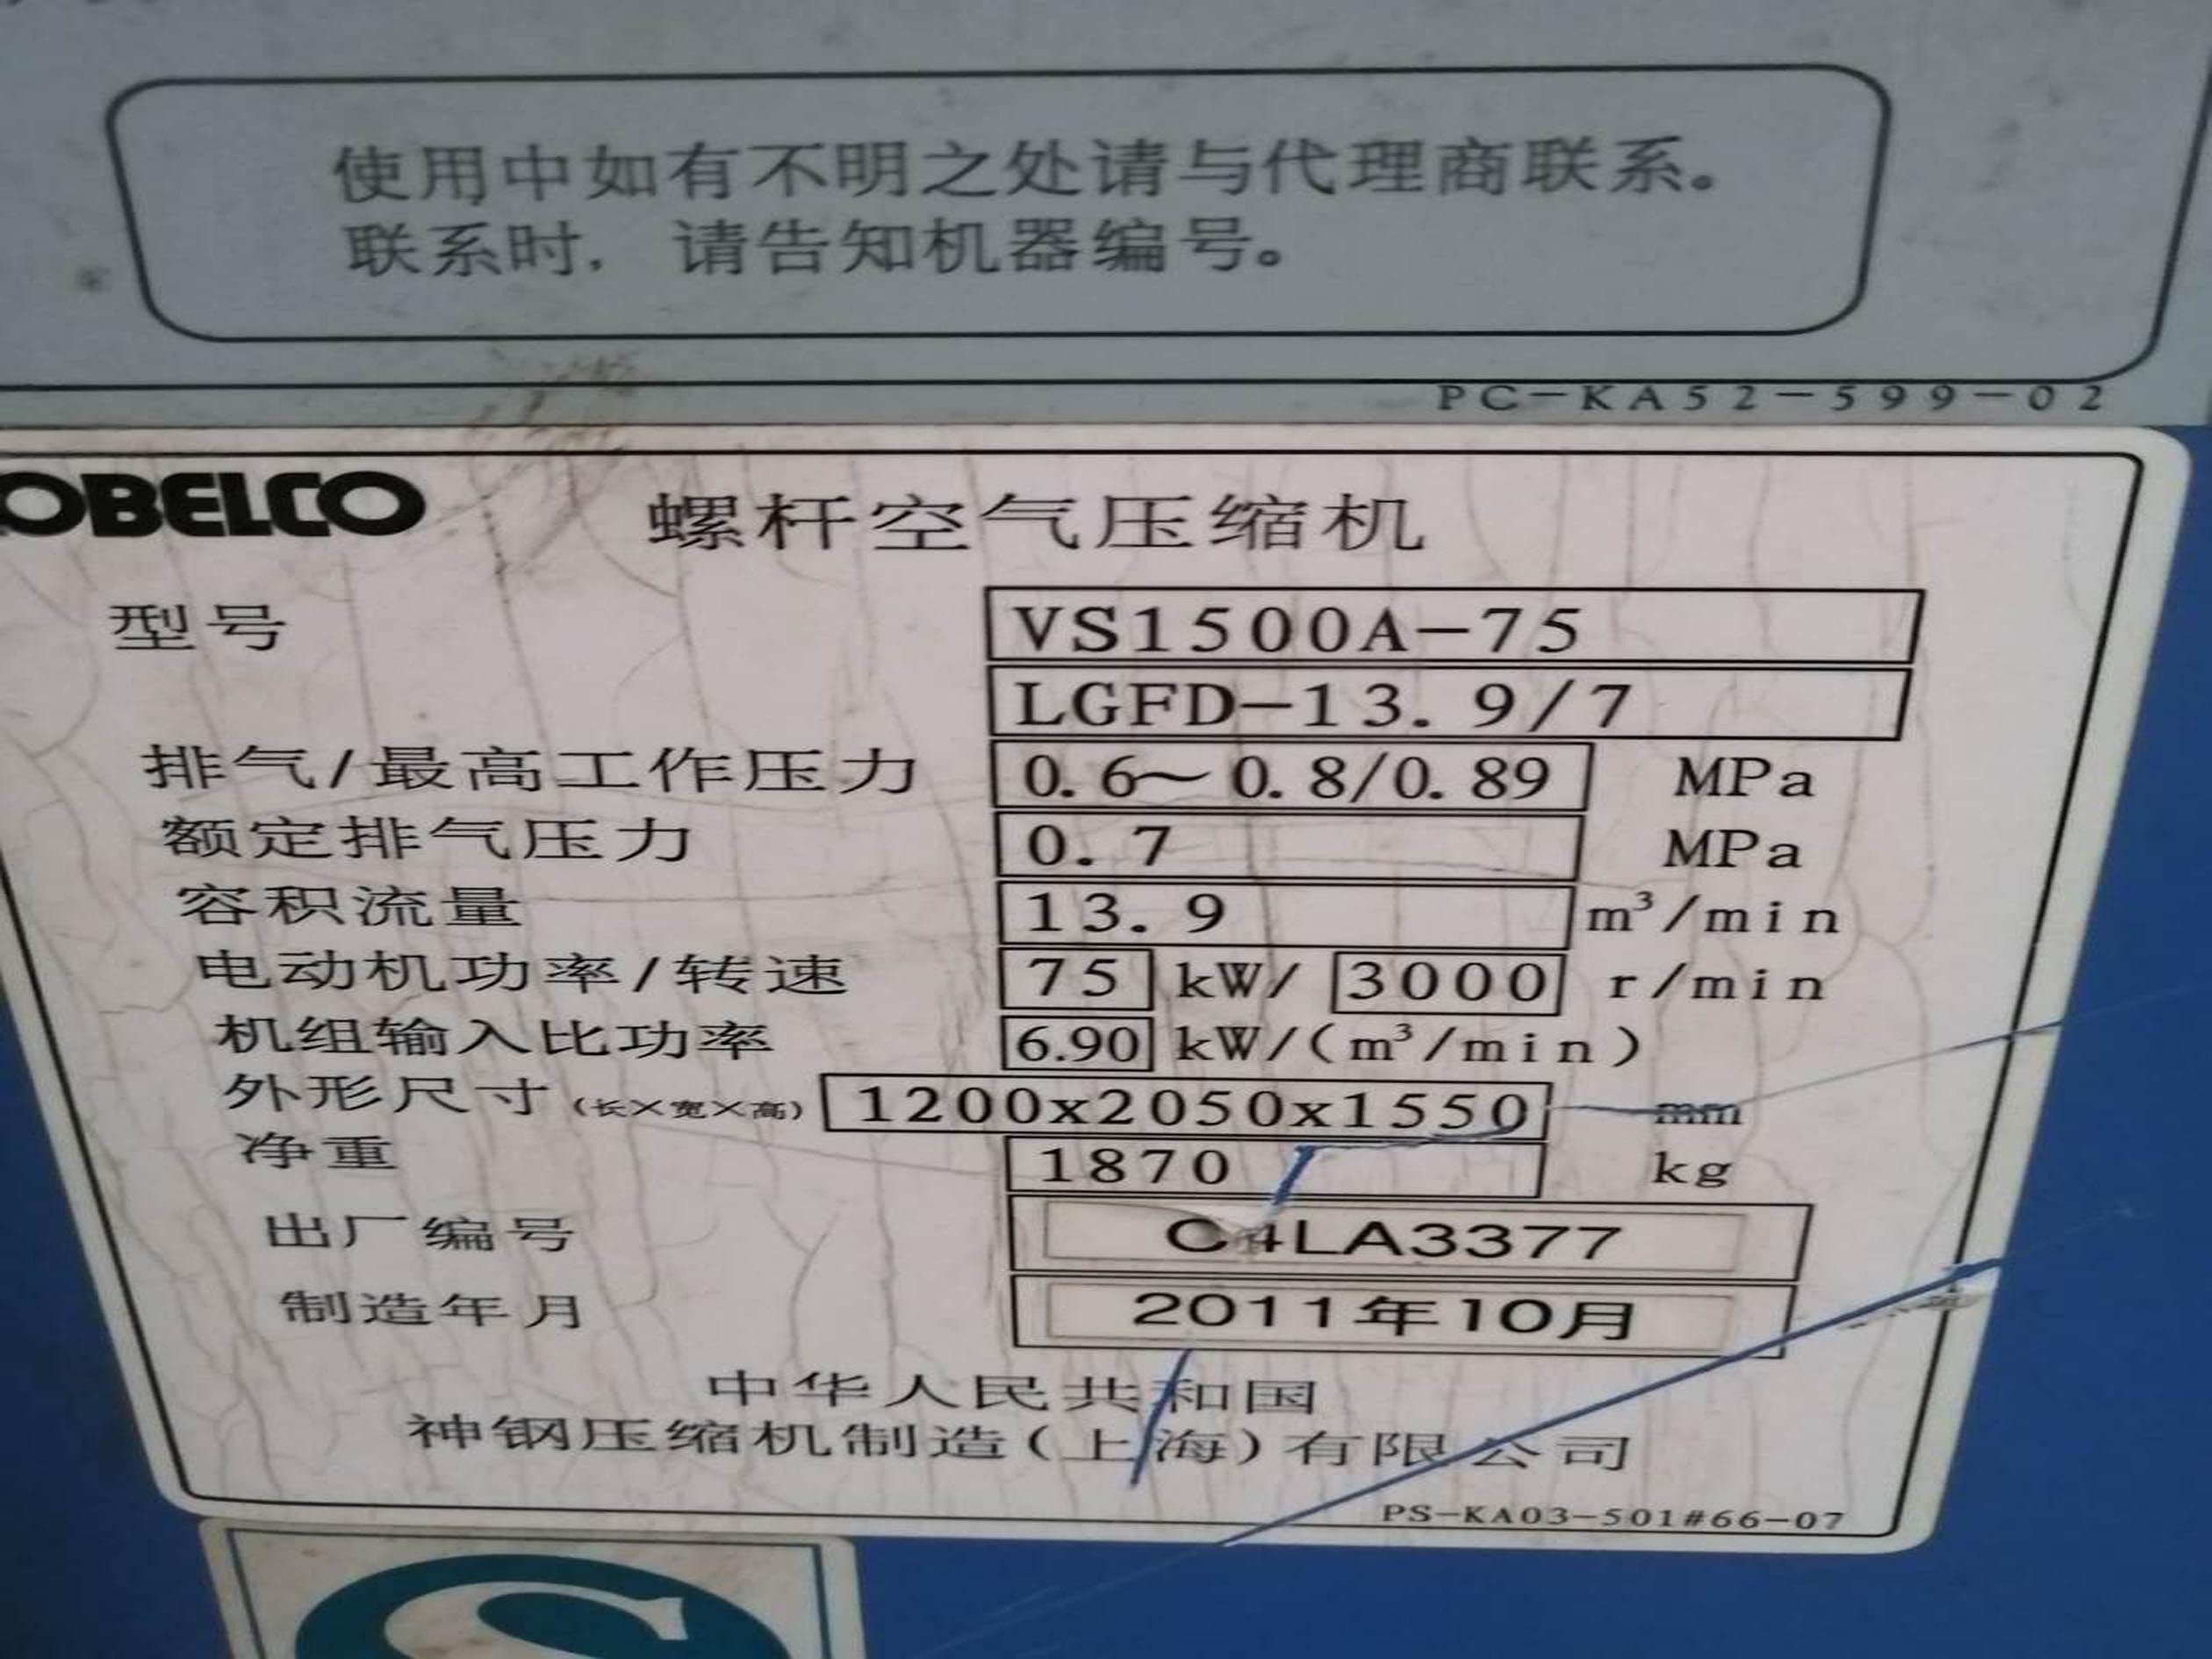 使用中如有不明之处请与代理商联系。
联系时，请告知机器编号。
PC-KA52-599-02
OBELCO 螺杆空气压缩机
型号 VS1500A-75
LGFD-13.9/7
排气/最高工作压力 0.6~0.8/0.89 MPa
额定排气压力 0.7 MPa
容积流量 13.9 m³/min
电动机功率/转速 75 kW/ 3000 r/min
机组输入比功率 6.90 kW/(m³/min)
外形尺寸(长×宽×高) 1200x2050x1550 mm
净重 1870 kg
出厂编号 C4LA3377
制造年月 2011年10月
中华人民共和国
神钢压缩机制造(上海)有限公司
PS-KA03-501#66-07